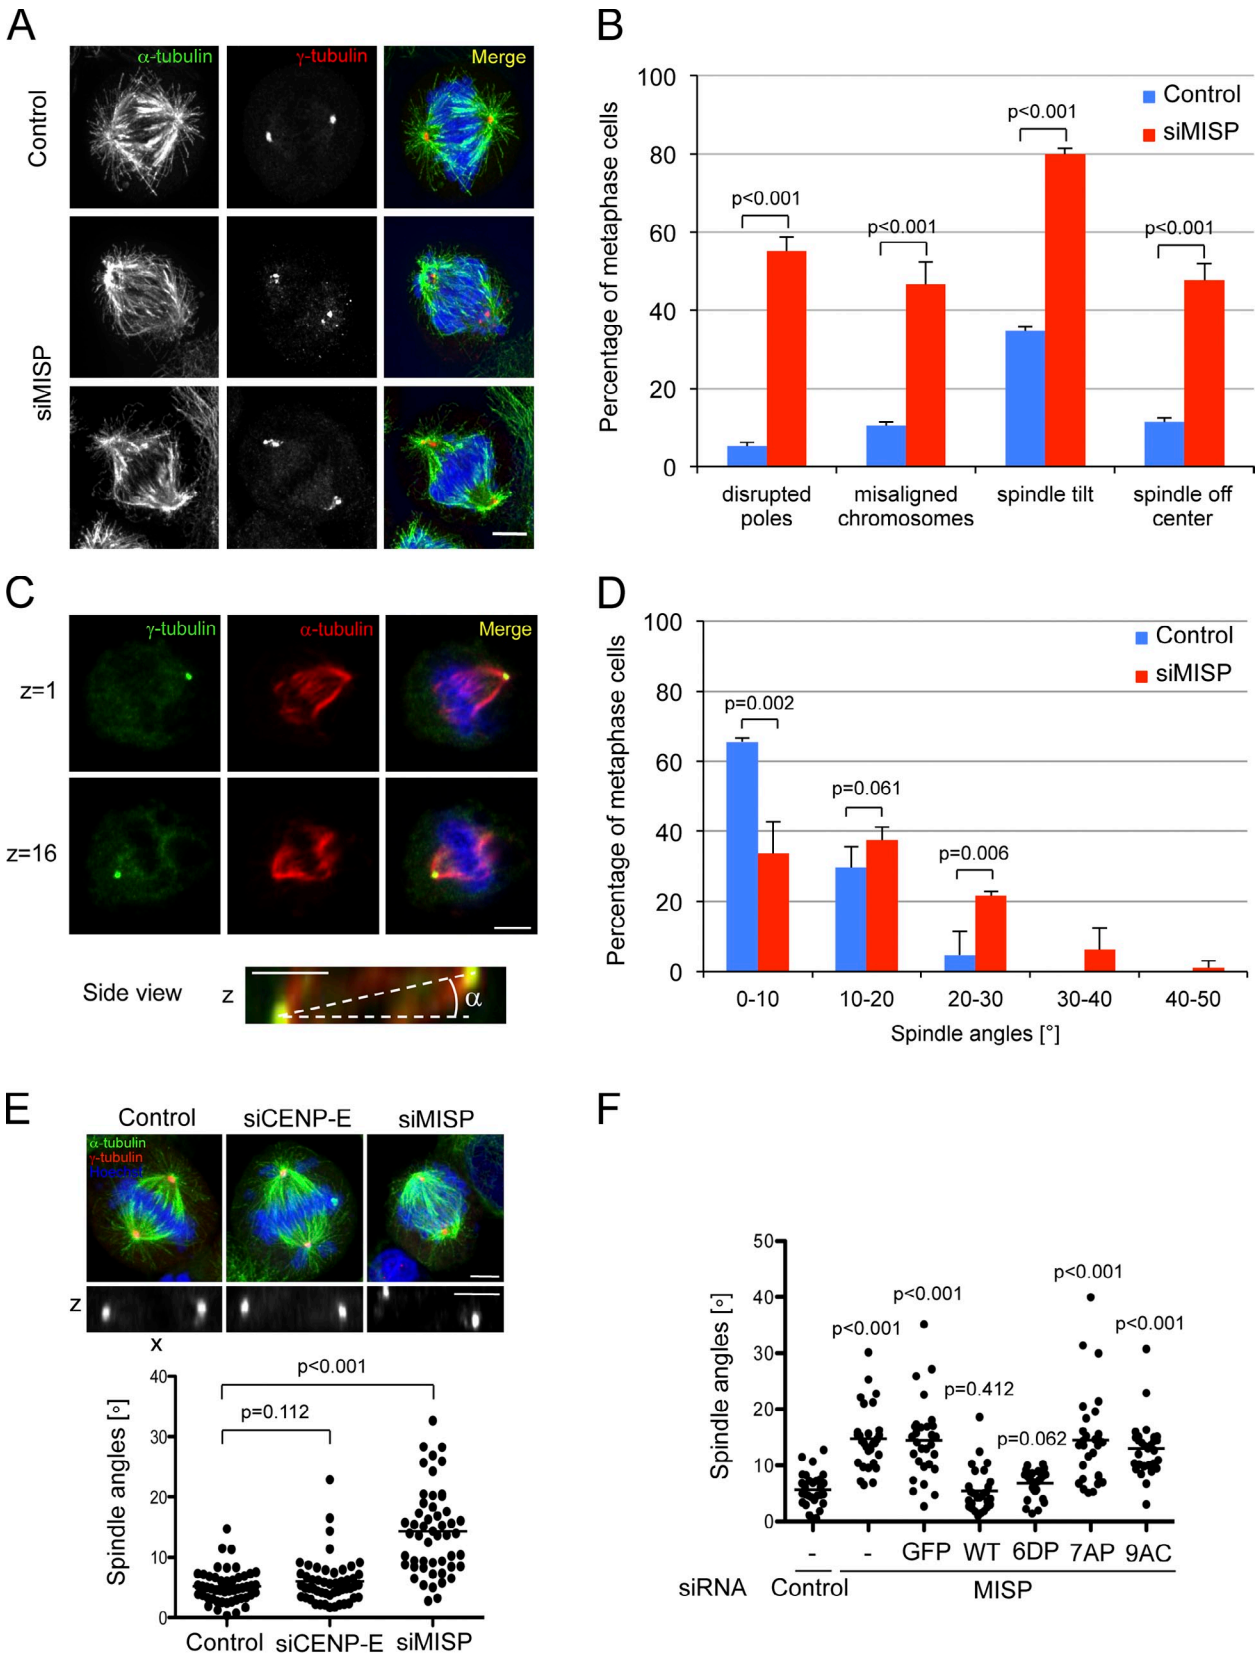 A
α-tubulin
γ-tubulin
Merge
Control
siMISP
B
Percentage of metaphase cells
100
80
60
40
20
0
Control
siMISP
p<0.001
p<0.001
p<0.001
p<0.001
disrupted
poles
misaligned
chromosomes
spindle tilt
spindle off
center
C
γ-tubulin
α-tubulin
Merge
z=1
z=16
Side view
z
α
D
Percentage of metaphase cells
100
80
60
40
20
0
Control
siMISP
p=0.002
p=0.061
p=0.006
0-10
10-20
20-30
30-40
40-50
Spindle angles [°]
E
Control
siCENP-E
siMISP
α-tubulin
γ-tubulin
Hoechst
z
x
Spindle angles [°]
40
30
20
10
0
p<0.001
p=0.112
Control
siCENP-E
siMISP
F
Spindle angles [°]
50
40
30
20
10
0
p<0.001
p<0.001
p=0.412
p=0.062
p<0.001
p<0.001
-
-
GFP
WT
6DP
7AP
9AC
siRNA
Control
MISP